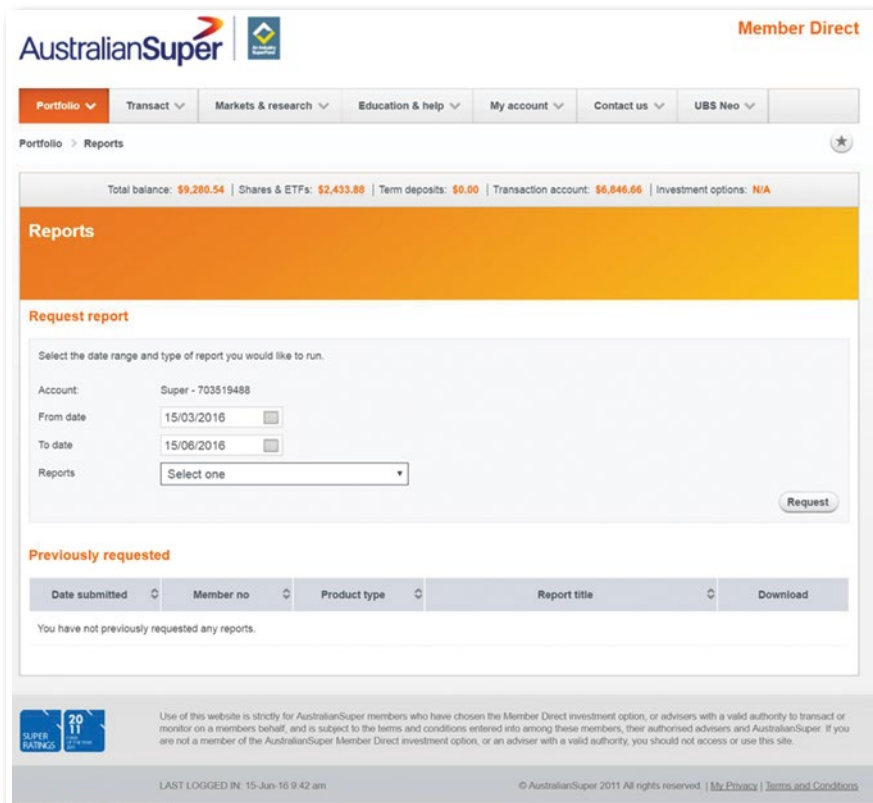 AustralianSuper
An Industry
SuperFund
Member Direct
Portfolio Transact Markets & research Education & help My account Contact us UBS Neo
Portfolio > Reports
Total balance: $9,280.54 | Shares & ETFs: $2,433.88 | Term deposits: $0.00 | Transaction account: $6,846.66 | Investment options: N/A
Reports
Request report
Select the date range and type of report you would like to run.
Account: Super - 703519488
From date 15/03/2016
To date 15/06/2016
Reports Select one
Request
Previously requested
Date submitted Member no Product type Report title Download
You have not previously requested any reports.
SUPER
RATINGS
20
11
Use of this website is strictly for AustralianSuper members who have chosen the Member Direct investment option, or advisers with a valid authority to transact or
monitor on a members behalf, and is subject to the terms and conditions entered into among these members, their authorised advisers and AustralianSuper. If you
are not a member of the AustralianSuper Member Direct investment option, or an adviser with a valid authority, you should not access or use this site.
LAST LOGGED IN: 15-Jun-16 9:42 am © AustralianSuper 2011 All rights reserved. | My Privacy | Terms and Conditions